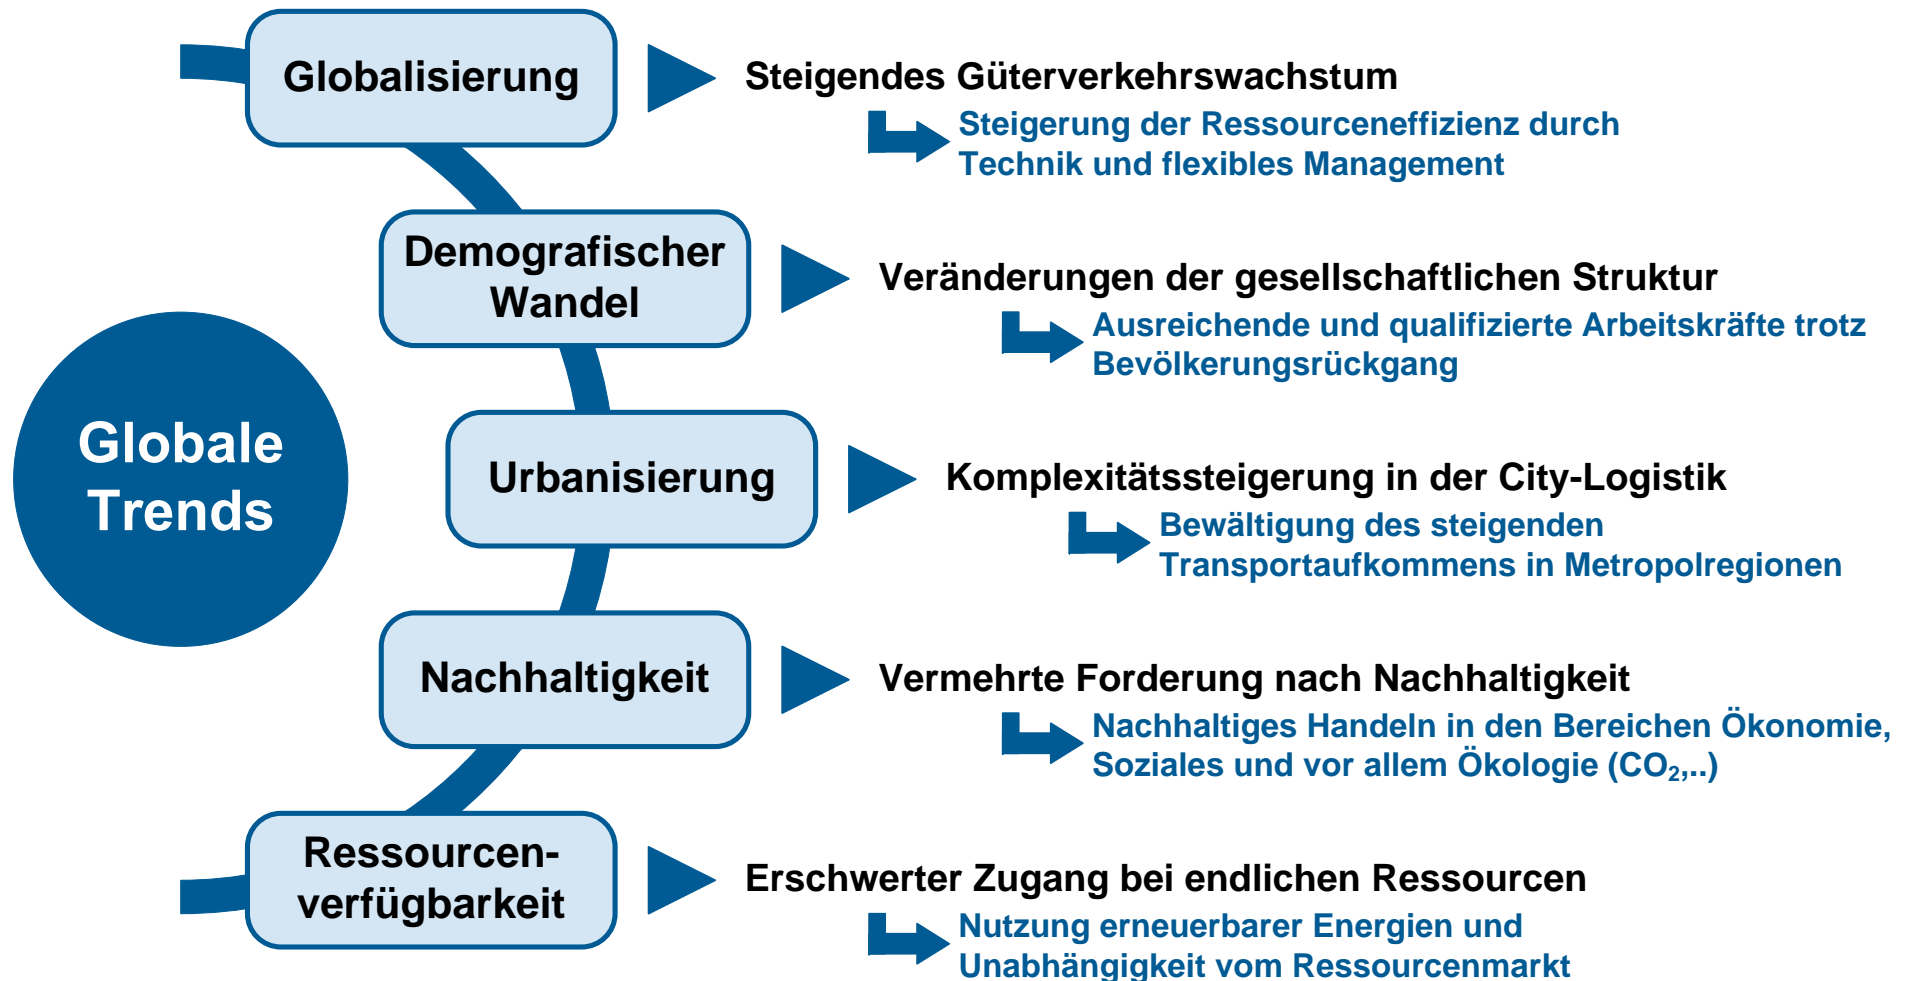 Globale
Trends
Globalisierung
Steigendes Güterverkehrswachstum
Steigerung der Ressourceneffizienz durch
Technik und flexibles Management
Demografischer
Wandel
Veränderungen der gesellschaftlichen Struktur
Ausreichende und qualifizierte Arbeitskräfte trotz
Bevölkerungsrückgang
Urbanisierung
Komplexitätssteigerung in der City-Logistik
Bewältigung des steigenden
Transportaufkommens in Metropolregionen
Nachhaltigkeit
Vermehrte Forderung nach Nachhaltigkeit
Nachhaltiges Handeln in den Bereichen Ökonomie,
Soziales und vor allem Ökologie (CO₂,..)
Ressourcen-
verfügbarkeit
Erschwerter Zugang bei endlichen Ressourcen
Nutzung erneuerbarer Energien und
Unabhängigkeit vom Ressourcenmarkt